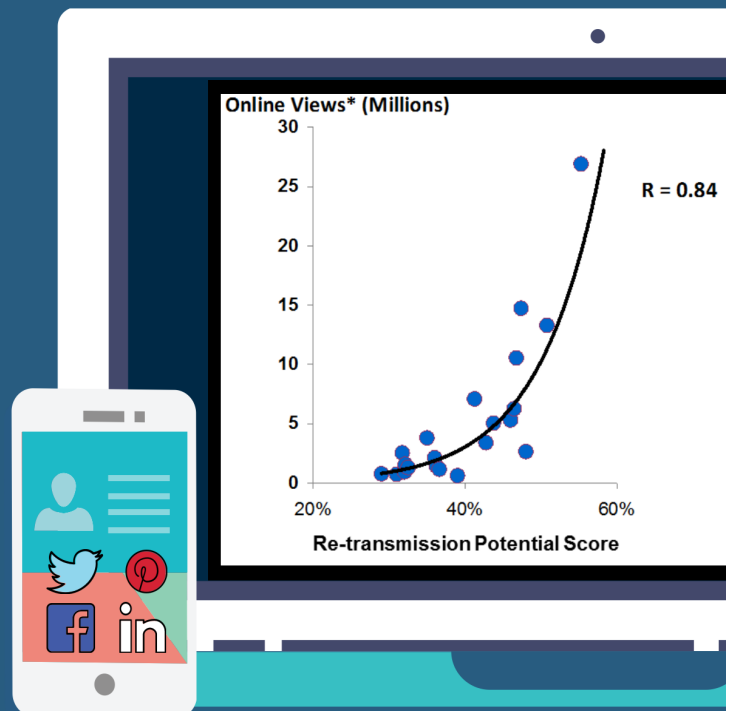 Online Views* (Millions)
30
25
20
15
10
5
0
R = 0.84
20%
40%
60%
Re-transmission Potential Score
f
in